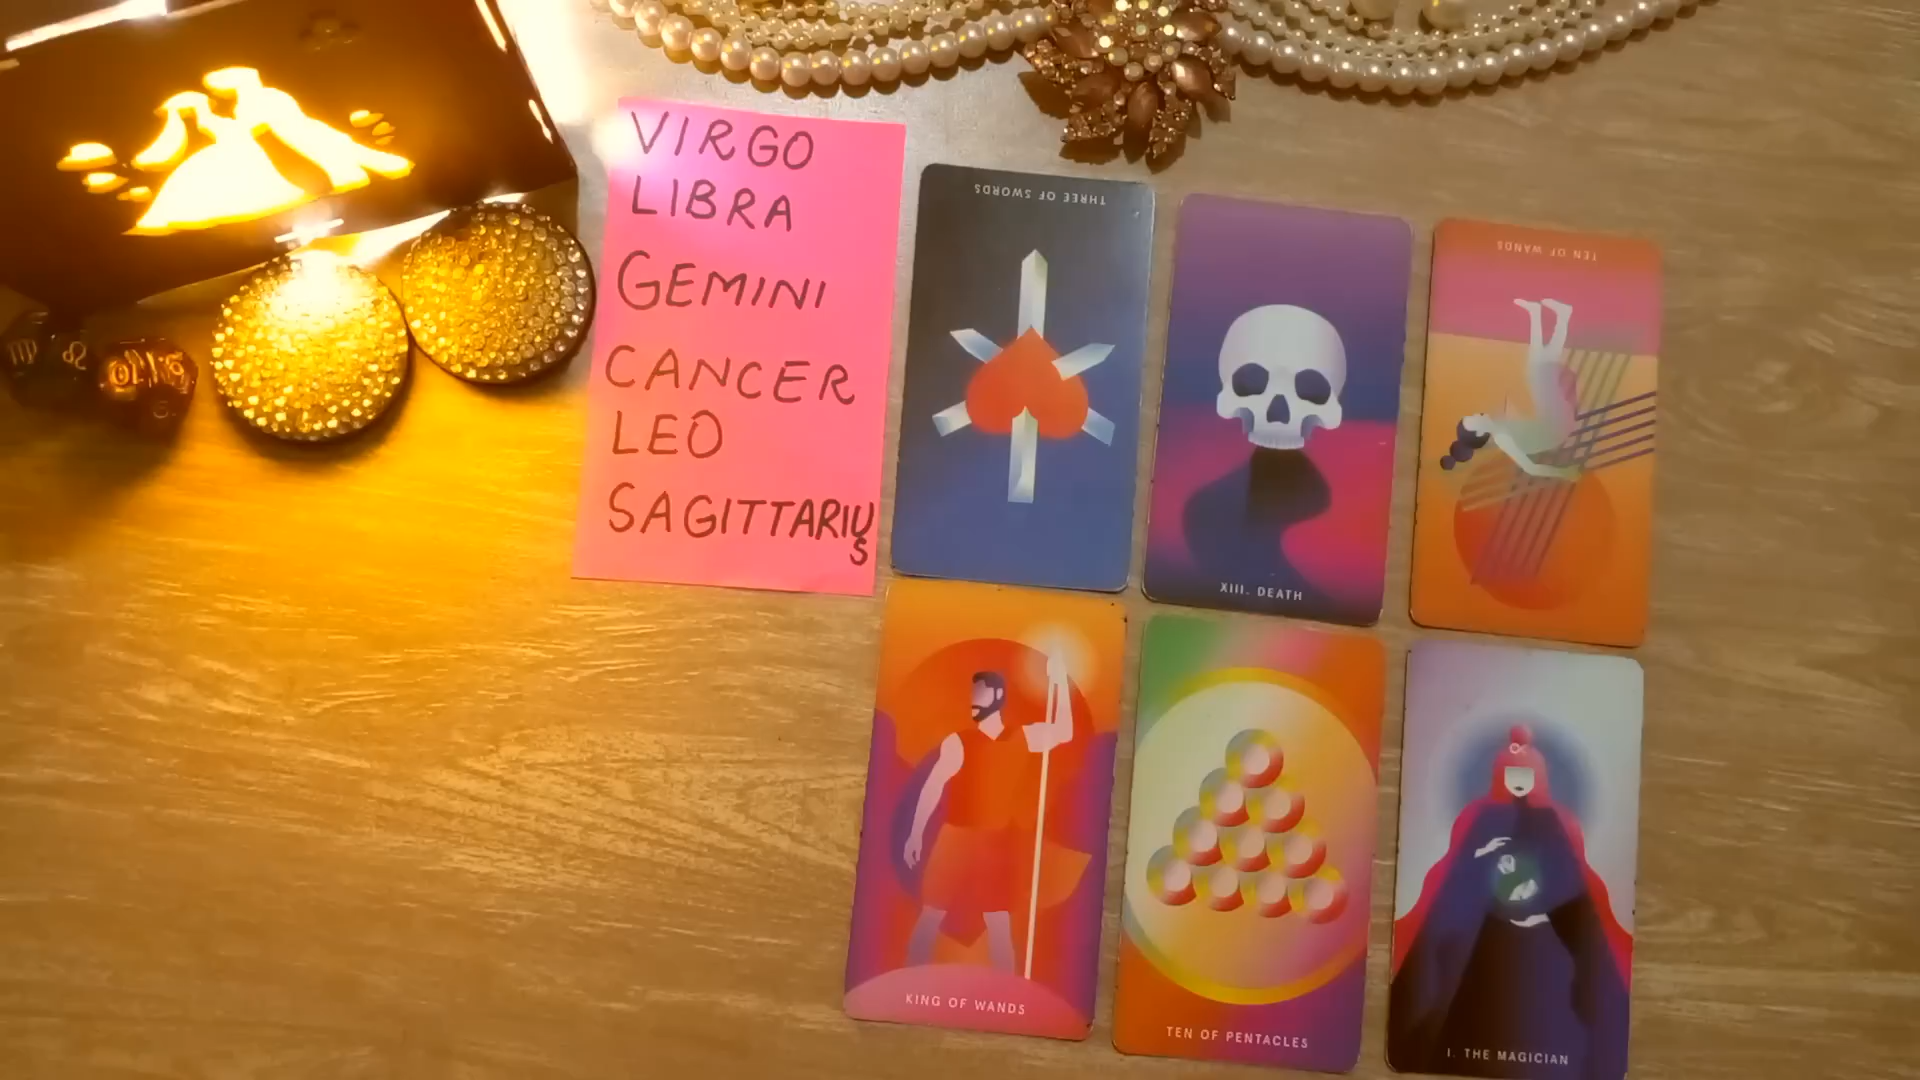 VIRGO
LIBRA
GEMINI
CANCER
LEO
SAGITTARIUS
THREE OF SWORDS
XIII. DEATH
TEN OF WANDS
KING OF WANDS
TEN OF PENTACLES
I. THE MAGICIAN